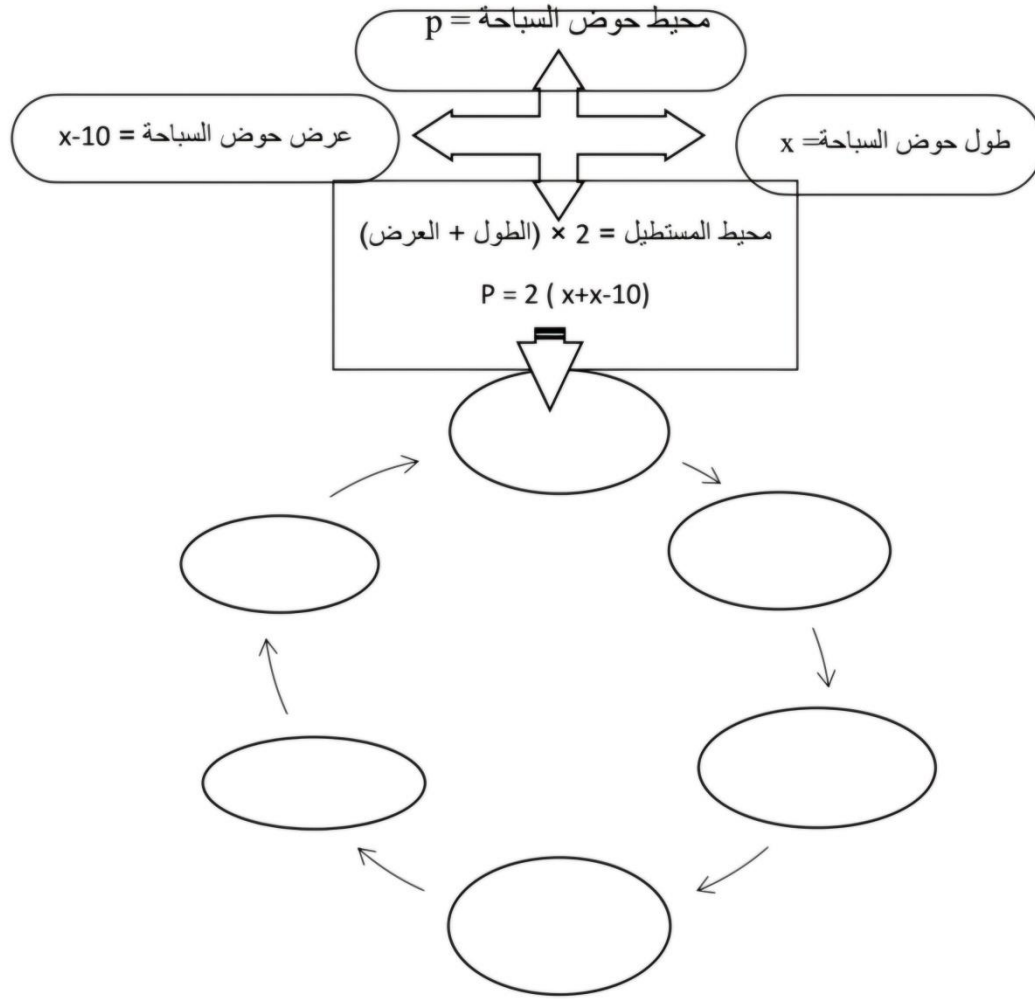 محيط حوض السباحة = p
طول حوض السباحة= x
عرض حوض السباحة = x-10
محيط المستطيل = 2 × (الطول + العرض)
P = 2 ( x+x-10)